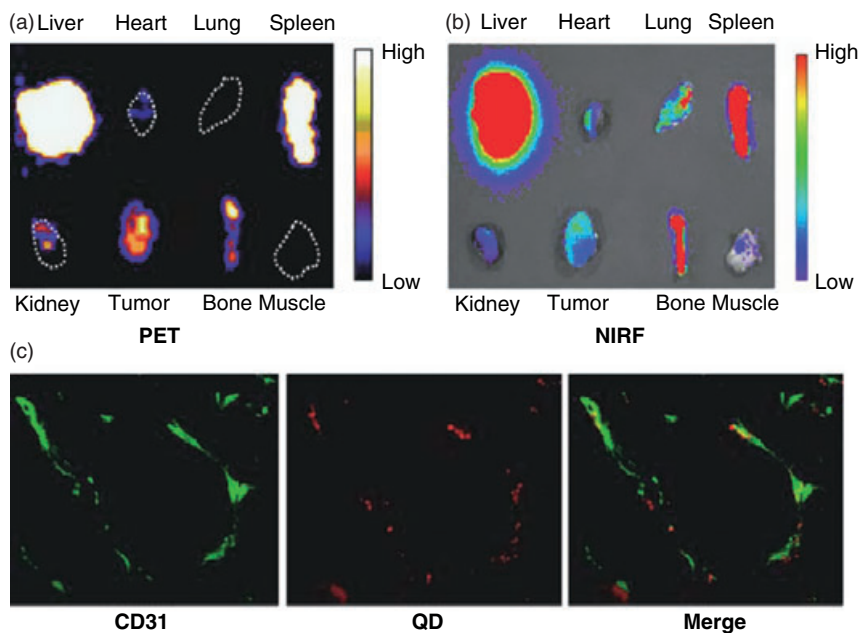 (a) Liver Heart Lung Spleen
High
Low
Kidney Tumor Bone Muscle
PET
(b) Liver Heart Lung Spleen
High
Low
Kidney Tumor Bone Muscle
NIRF
(c)
CD31 QD Merge